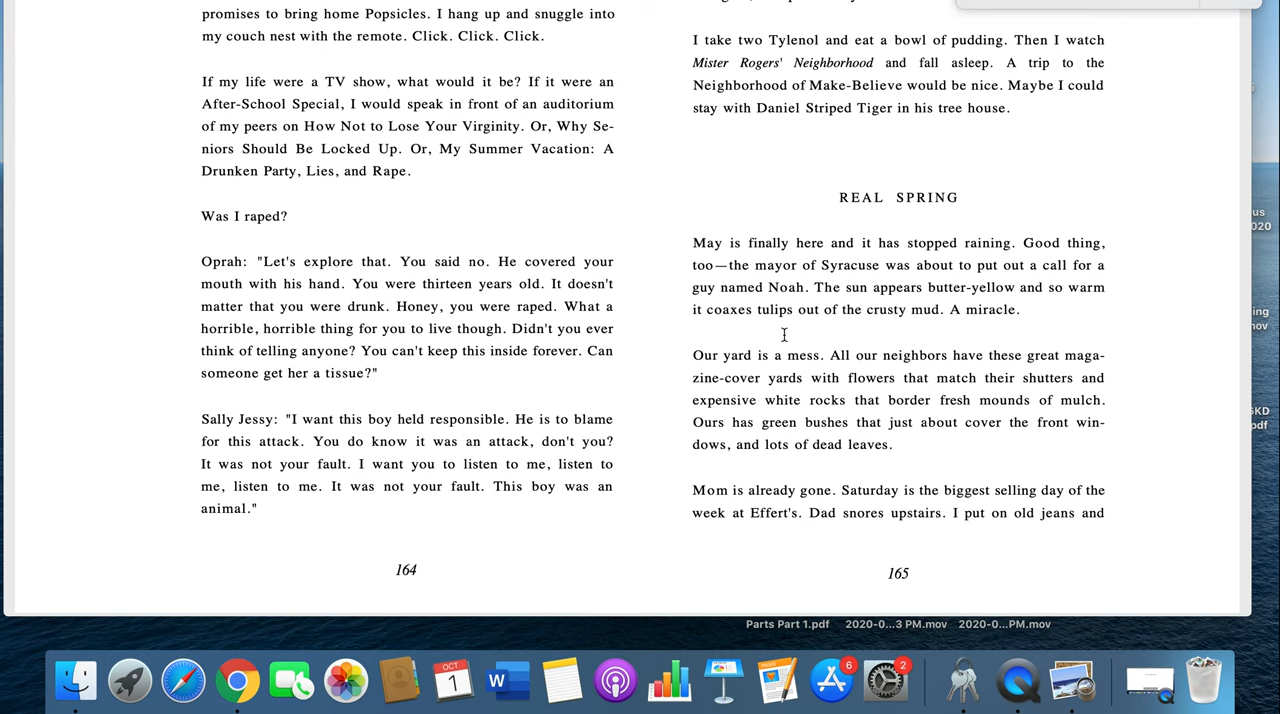 promises to bring home Popsicles. I hang up and snuggle into
my couch nest with the remote. Click. Click. Click.
If my life were a TV show, what would it be? If it were an
After-School Special, I would speak in front of an auditorium
of my peers on How Not to Lose Your Virginity. Or, Why Se-
niors Should Be Locked Up. Or, My Summer Vacation: A
Drunken Party, Lies, and Rape.
Was I raped?
Oprah: "Let's explore that. You said no. He covered your
mouth with his hand. You were thirteen years old. It doesn't
matter that you were drunk. Honey, you were raped. What a
horrible, horrible thing for you to live though. Didn't you ever
think of telling anyone? You can't keep this inside forever. Can
someone get her a tissue?"
Sally Jessy: "I want this boy held responsible. He is to blame
for this attack. You do know it was an attack, don't you?
It was not your fault. I want you to listen to me, listen to
me, listen to me. It was not your fault. This boy was an
animal."
164
I take two Tylenol and eat a bowl of pudding. Then I watch
Mister Rogers' Neighborhood and fall asleep. A trip to the
Neighborhood of Make-Believe would be nice. Maybe I could
stay with Daniel Striped Tiger in his tree house.
REAL SPRING
May is finally here and it has stopped raining. Good thing,
too—the mayor of Syracuse was about to put out a call for a
guy named Noah. The sun appears butter-yellow and so warm
it coaxes tulips out of the crusty mud. A miracle.
Our yard is a mess. All our neighbors have these great maga-
zine-cover yards with flowers that match their shutters and
expensive white rocks that border fresh mounds of mulch.
Ours has green bushes that just about cover the front win-
dows, and lots of dead leaves.
Mom is already gone. Saturday is the biggest selling day of the
week at Effert's. Dad snores upstairs. I put on old jeans and
165
us
020
ing
mov
KD
pdf
Parts Part 1.pdf
2020-0...3 PM.mov
2020-0...PM.mov
OCT
1
W
PAGES
6
2